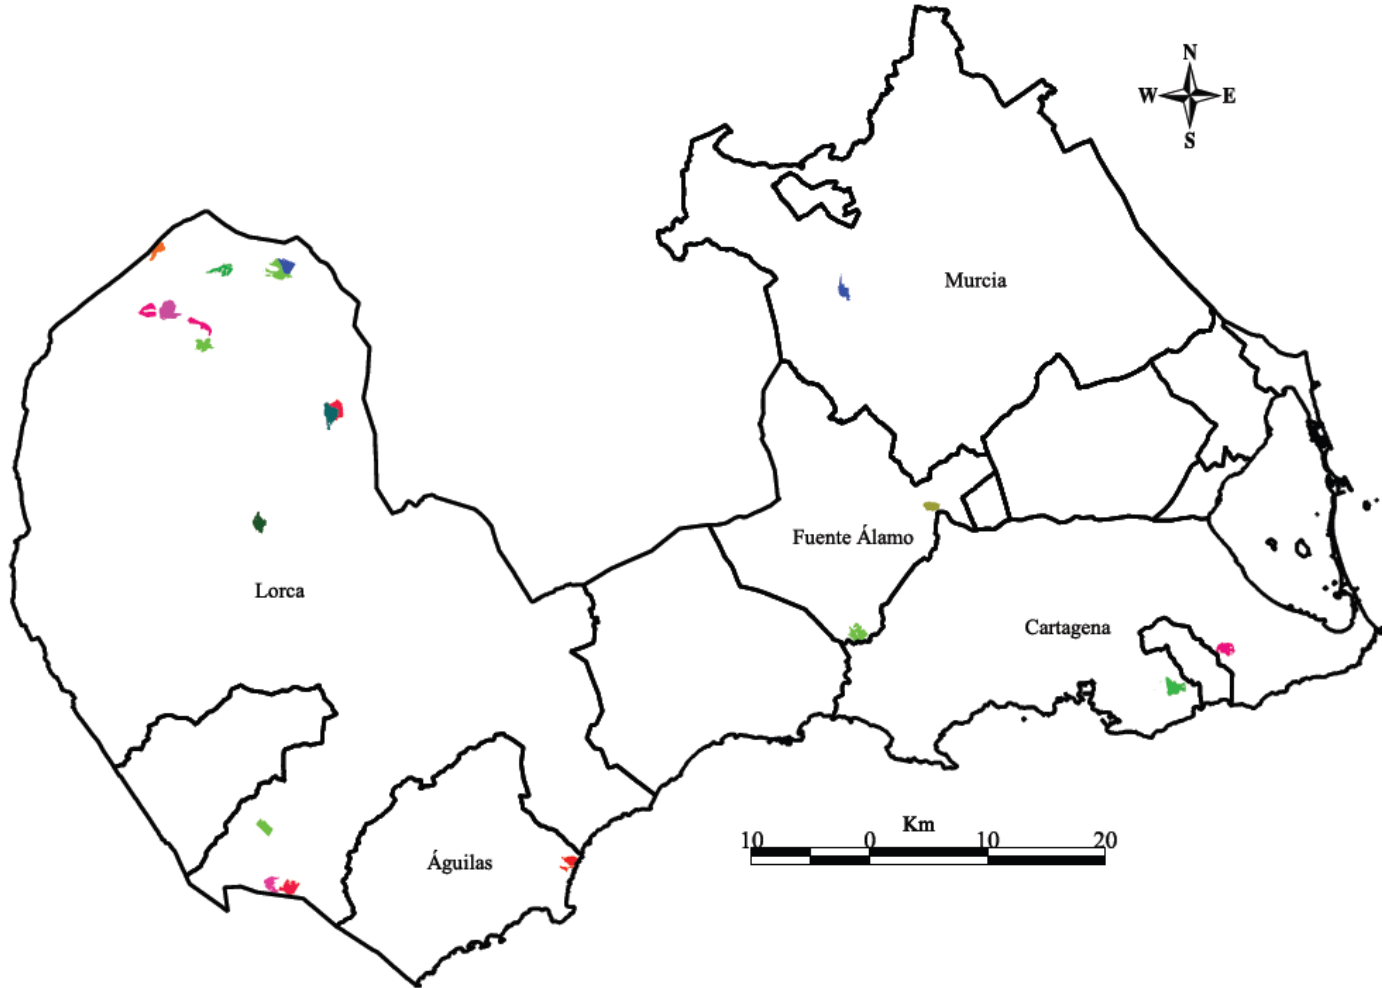 N
W E
S
Murcia
Fuente Álamo
Lorca
Cartagena
Km
10 0 10 20
Águilas